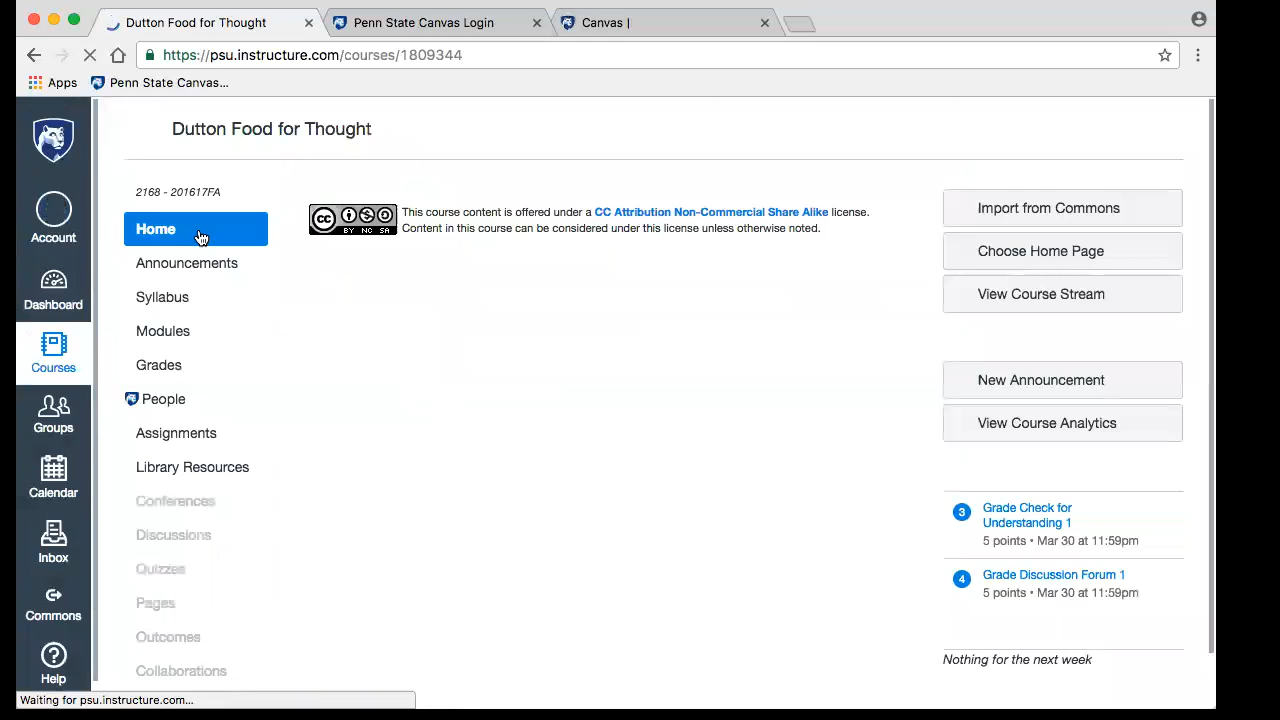 Dutton Food for Thought
Penn State Canvas Login
Canvas |
https://psu.instructure.com/courses/1809344
Apps
Penn State Canvas...
Account
Dashboard
Courses
Groups
Calendar
Inbox
Commons
Help
Dutton Food for Thought
2168 - 201617FA
Home
Announcements
Syllabus
Modules
Grades
People
Assignments
Library Resources
Conferences
Discussions
Quizzes
Pages
Outcomes
Collaborations
cc
BY NC SA
This course content is offered under a CC Attribution Non-Commercial Share Alike license.
Content in this course can be considered under this license unless otherwise noted.
Import from Commons
Choose Home Page
View Course Stream
New Announcement
View Course Analytics
3
Grade Check for
Understanding 1
5 points • Mar 30 at 11:59pm
4
Grade Discussion Forum 1
5 points • Mar 30 at 11:59pm
Nothing for the next week
Waiting for psu.instructure.com...